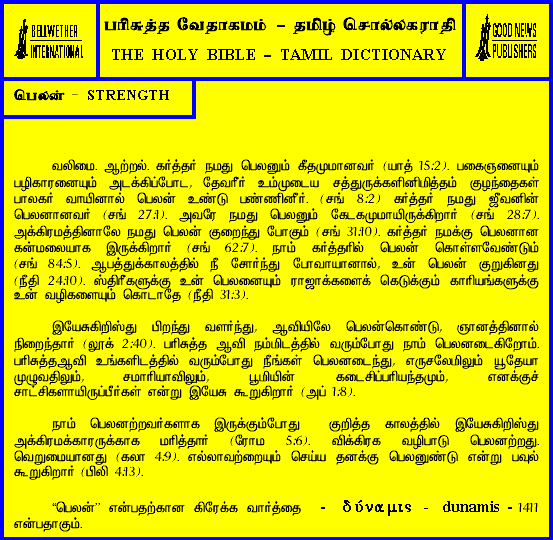 BELLWETHER
INTERNATIONAL
பரிசுத்த வேதாகமம் - தமிழ் சொல்லகராதி
THE HOLY BIBLE - TAMIL DICTIONARY
GOOD NEWS
PUBLISHERS
பெலன் - STRENGTH
வலிமை. ஆற்றல். கர்த்தர் நமது பெலனும் கீதமுமானவர் (யாத் 15:2). பகைஞனையும்
பழிகாரனையும் அடக்கிப்போட, தேவரீர் உம்முடைய சத்துருக்களினிமித்தம் குழந்தைகள்
பாலகர் வாயினால் பெலன் உண்டு பண்ணினீர். (சங் 8:2) கர்த்தர் நமது ஜீவனின்
பெலனானவர் (சங் 27:1). அவரே நமது பெலனும் கேடகமுமாயிருக்கிறார் (சங் 28:7).
அக்கிரமத்தினாலே நமது பெலன் குறைந்து போகும் (சங் 31:10). கர்த்தர் நமக்கு பெலனான
கன்மலையாக இருக்கிறார் (சங் 62:7). நாம் கர்த்தரில் பெலன் கொள்ளவேண்டும்
(சங் 84:5). ஆபத்துக்காலத்தில் நீ சோர்ந்து போவாயானால், உன் பெலன் குறுகினது
(நீதி 24:10). ஸ்திரீகளுக்கு உன் பெலனையும் ராஜாக்களைக் கெடுக்கும் காரியங்களுக்கு
உன் வழிகளையும் கொடாதே (நீதி 31:3).
இயேசுகிறிஸ்து பிறந்து வளர்ந்து, ஆவியிலே பெலன்கொண்டு, ஞானத்தினால்
நிறைந்தார் (லூக் 2:40). பரிசுத்த ஆவி நம்மிடத்தில் வரும்போது நாம் பெலனடைகிறோம்.
பரிசுத்தஆவி உங்களிடத்தில் வரும்போது நீங்கள் பெலனடைந்து, எருசலேமிலும் யூதேயா
முழுவதிலும், சமாரியாவிலும், பூமியின் கடைசிப்பரியந்தமும், எனக்குச்
சாட்சிகளாயிருப்பீர்கள் என்று இயேசு கூறுகிறார் (அப் 1:8).
நாம் பெலனற்றவர்களாக இருக்கும்போது குறித்த காலத்தில் இயேசுகிறிஸ்து
அக்கிரமக்காரருக்காக மரித்தார் (ரோம 5:6). விக்கிரக வழிபாடு பெலனற்றது.
வெறுமையானது (கலா 4:9). எல்லாவற்றையும் செய்ய தனக்கு பெலனுண்டு என்று பவுல்
கூறுகிறார் (பிலி 4:13).
“பெலன்” என்பதற்கான கிரேக்க வார்த்தை - δύναμις - dunamis - 1411
என்பதாகும்.